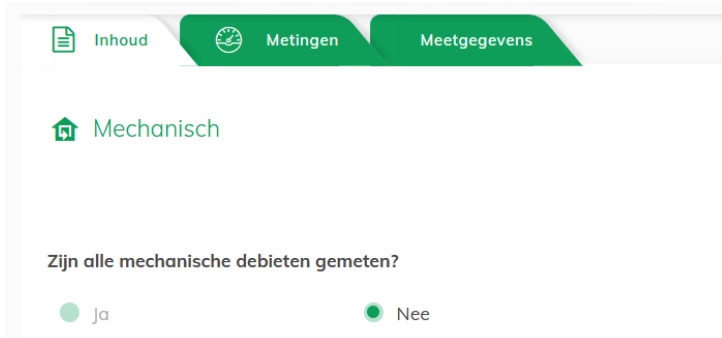 Inhoud Metingen Meetgegevens
Mechanisch
Zijn alle mechanische debieten gemeten?
Ja Nee